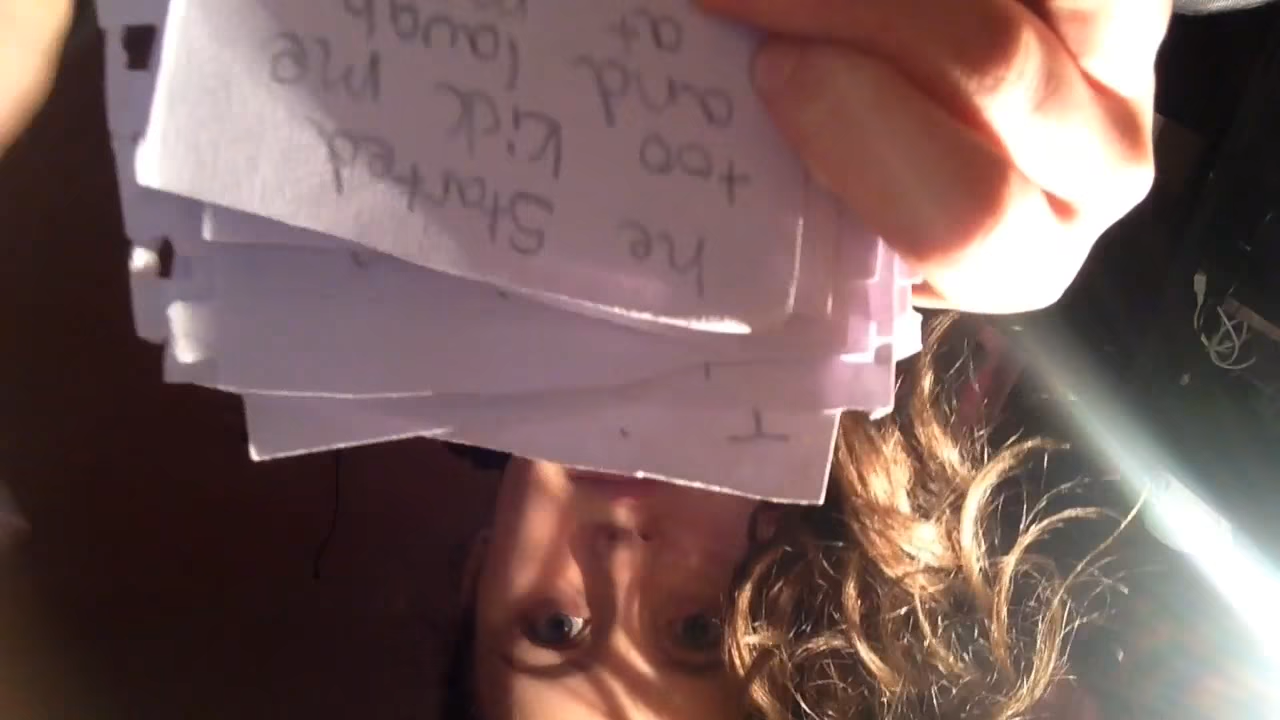 he started
too kick me
and laugh
at
I